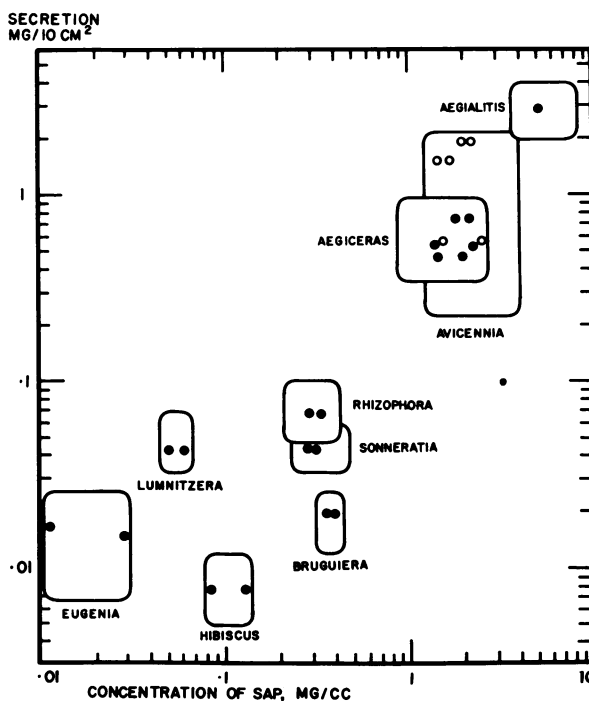 SECRETION
MG/10 CM²
AEGIALITIS
1
AEGICERAS
AVICENNIA
.1
RHIZOPHORA
SONNERATIA
LUMNITZERA
.01
BRUGUIERA
EUGENIA
HIBISCUS
.01 .1 1 10
CONCENTRATION OF SAP, MG/CC